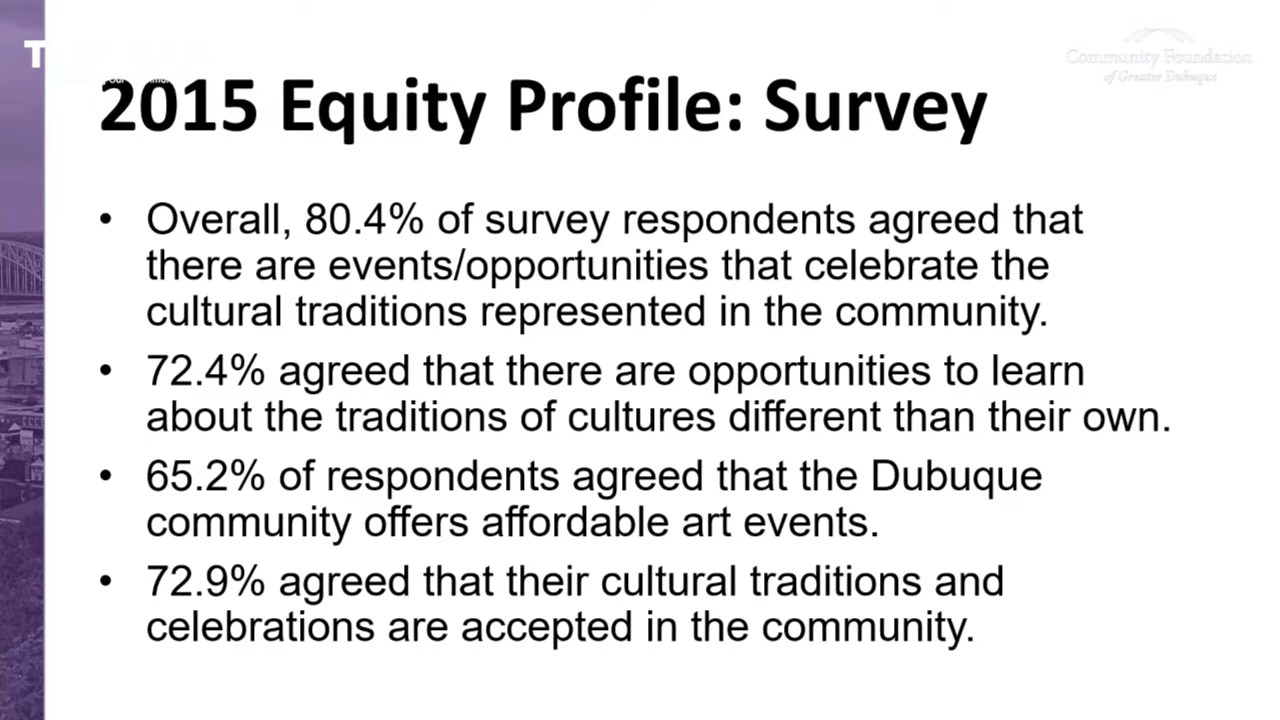 Community Foundation
of Greater Dubuque
2015 Equity Profile: Survey
• Overall, 80.4% of survey respondents agreed that
there are events/opportunities that celebrate the
cultural traditions represented in the community.
• 72.4% agreed that there are opportunities to learn
about the traditions of cultures different than their own.
• 65.2% of respondents agreed that the Dubuque
community offers affordable art events.
• 72.9% agreed that their cultural traditions and
celebrations are accepted in the community.